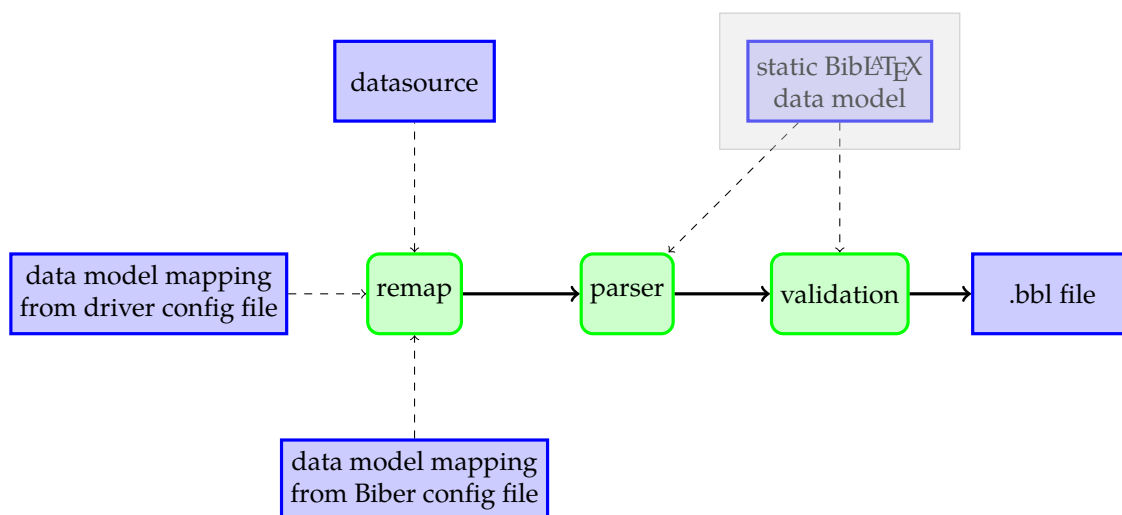 datasource
static BibLATEX
data model
data model mapping
from driver config file
remap
parser
validation
.bbl file
data model mapping
from Biber config file